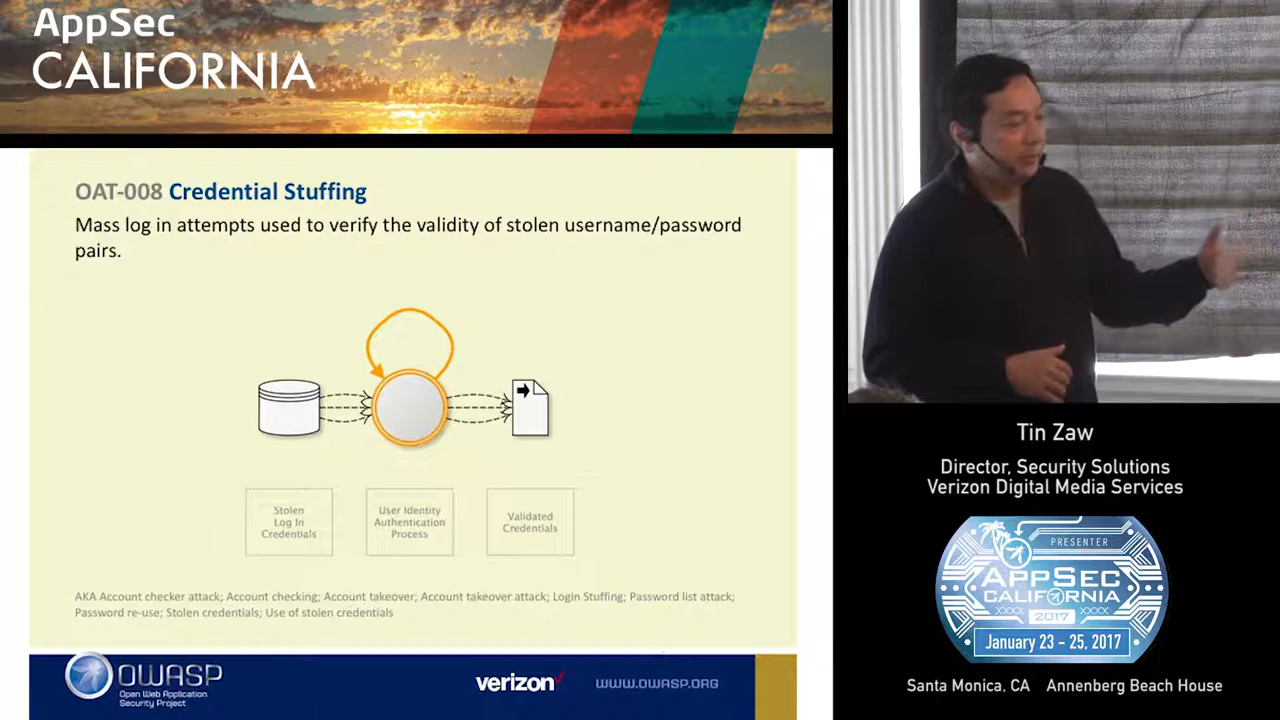 AppSec
CALIFORNIA
OAT-008 Credential Stuffing
Mass log in attempts used to verify the validity of stolen username/password
pairs.
Stolen
Log In
Credentials
User Identity
Authentication
Process
Validated
Credentials
AKA Account checker attack; Account checking; Account takeover; Account takeover attack; Login Stuffing; Password list attack;
Password re-use; Stolen credentials; Use of stolen credentials
OWASP
Open Web Application
Security Project
verizon
WWW.OWASP.ORG
Tin Zaw
Director, Security Solutions
Verizon Digital Media Services
PRESENTER
APPSEC
CALIFORNIA
XXXX 2017 XXXX
January 23 - 25, 2017
Santa Monica, CA Annenberg Beach House